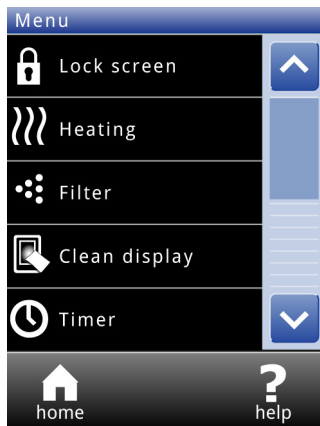 Menu
Lock screen
Heating
Filter
Clean display
Timer
home
help